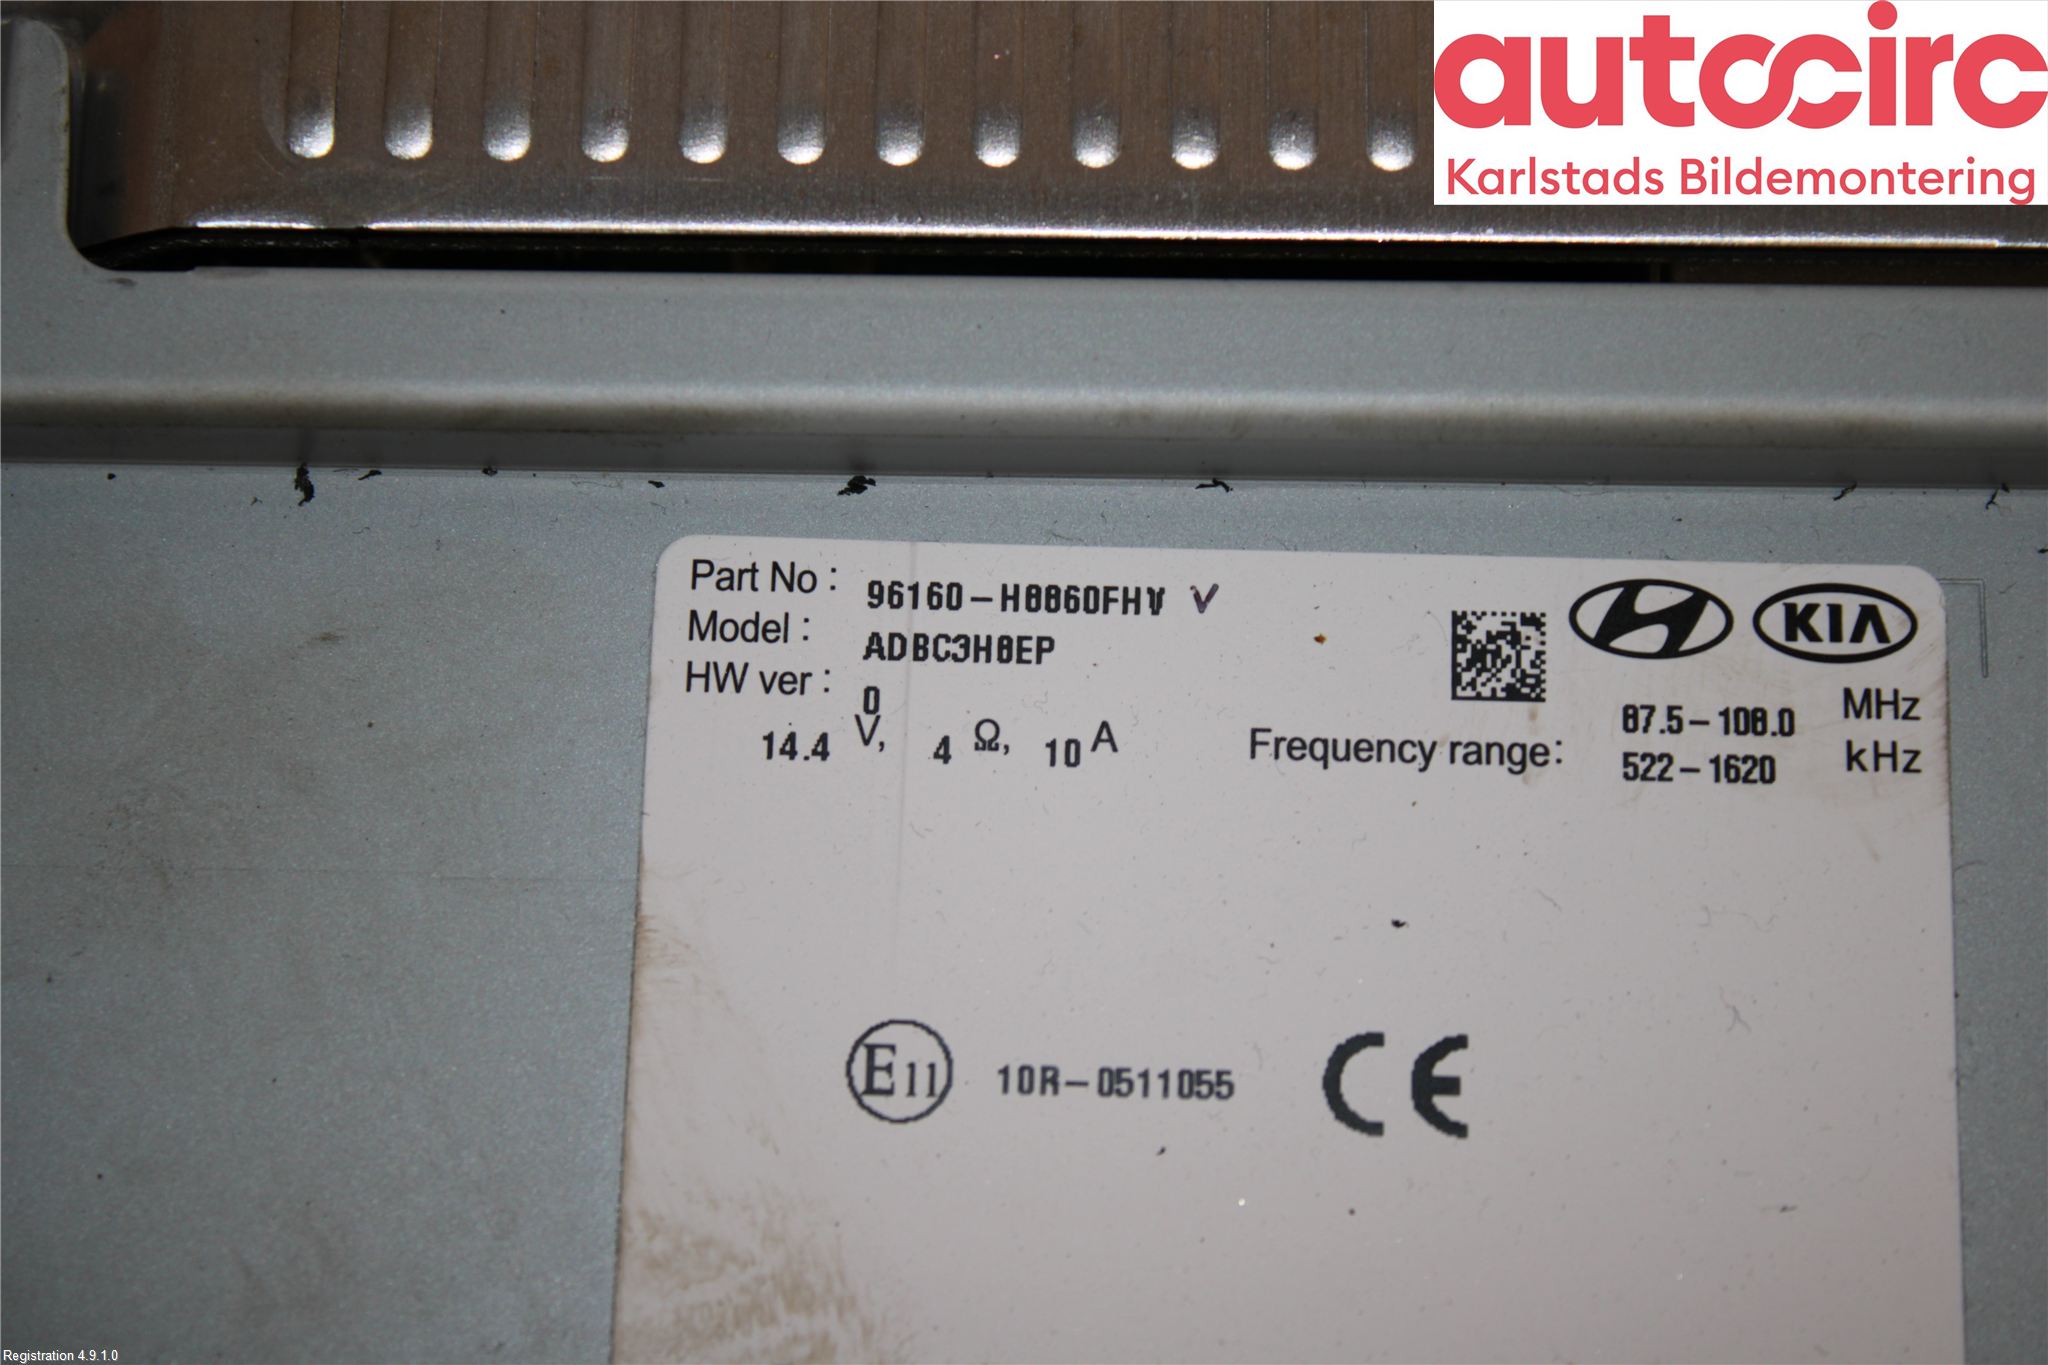 autocirc
Karlstads Bildemontering
Part No : 96160-H8860FHV V
Model : ADBC3H8EP
HW ver : 0
14.4 V, 4 Ω, 10 A
KIA
Frequency range: 87.5-108.0 MHz
522-1620 kHz
E11 10R-0511055 CE
Registration 4.9.1.0